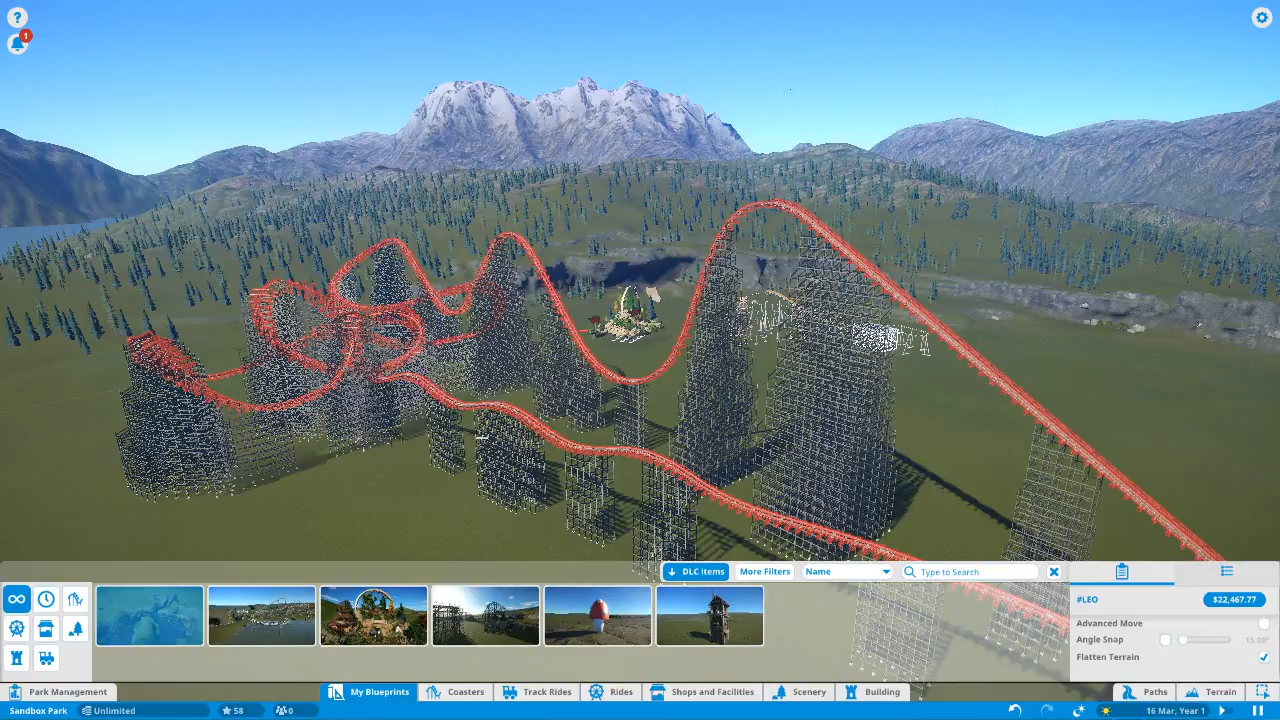 ?
1
DLC items
More Filters
Name
Type to Search
#LEO
$22,467.77
Advanced Move
Angle Snap
15.00°
Flatten Terrain
Park Management
My Blueprints
Coasters
Track Rides
Rides
Shops and Facilities
Scenery
Building
Paths
Terrain
Sandbox Park
Unlimited
58
0
16 Mar, Year 1